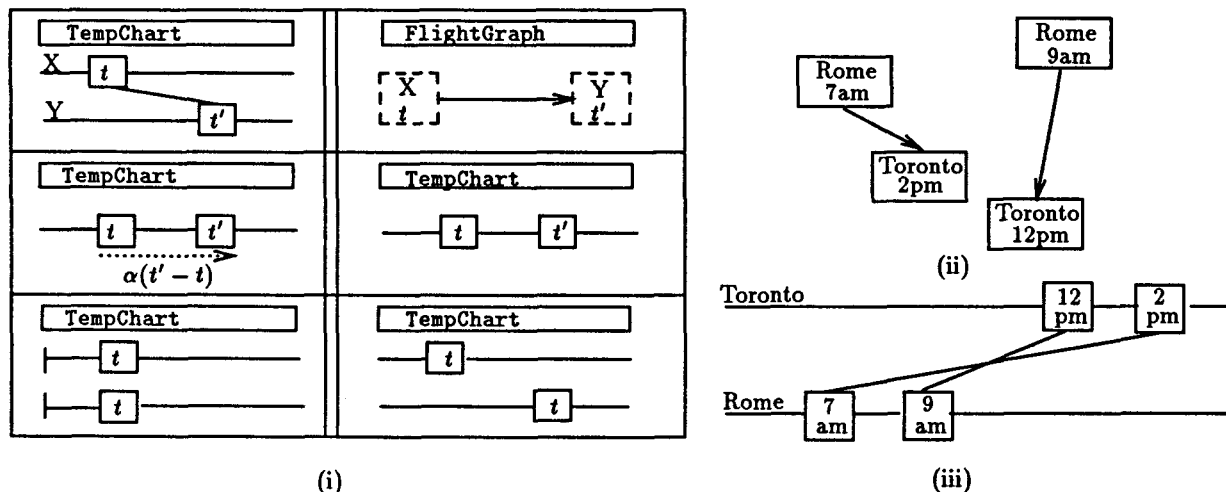 TempChart
X
t
Y
t′
FlightGraph
X
t
Y
t′
TempChart
t
t′
α(t′ − t)
TempChart
t
t′
TempChart
t
t
TempChart
t
t
(i)
Rome
7am
Toronto
2pm
Rome
9am
Toronto
12pm
(ii)
Toronto
12
pm
2
pm
Rome
7
am
9
am
(iii)